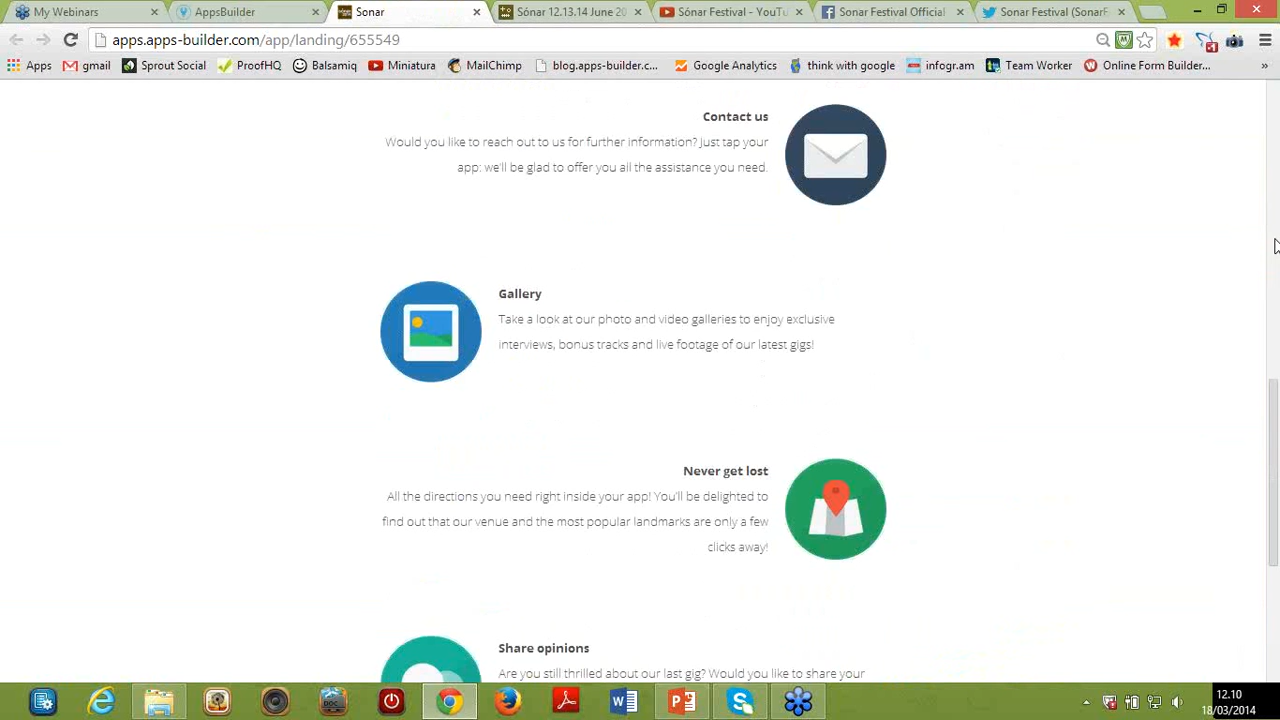 My Webinars
AppsBuilder
Sonar
Sónar 12.13.14 June 20
Sónar Festival - YouTu
Sonar Festival Official
Sonar Festival (SonarF
apps.apps-builder.com/app/landing/655549
Apps
gmail
Sprout Social
ProofHQ
Balsamiq
Miniatura
MailChimp
blog.apps-builder.c...
Google Analytics
think with google
infogr.am
Team Worker
Online Form Builder...
»
Contact us
Would you like to reach out to us for further information? Just tap your
app: we'll be glad to offer you all the assistance you need.
Gallery
Take a look at our photo and video galleries to enjoy exclusive
interviews, bonus tracks and live footage of our latest gigs!
Never get lost
All the directions you need right inside your app! You'll be delighted to
find out that our venue and the most popular landmarks are only a few
clicks away!
Share opinions
Are you still thrilled about our last gig? Would you like to share your
12.10
18/03/2014